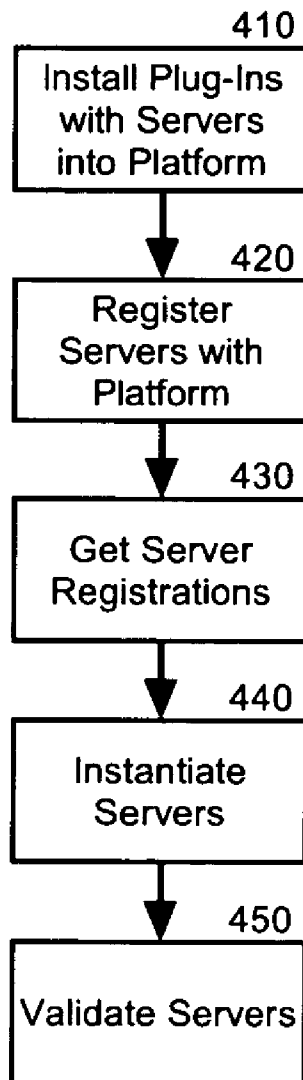 410
Install Plug-Ins
with Servers
into Platform
420
Register
Servers with
Platform
430
Get Server
Registrations
440
Instantiate
Servers
450
Validate Servers